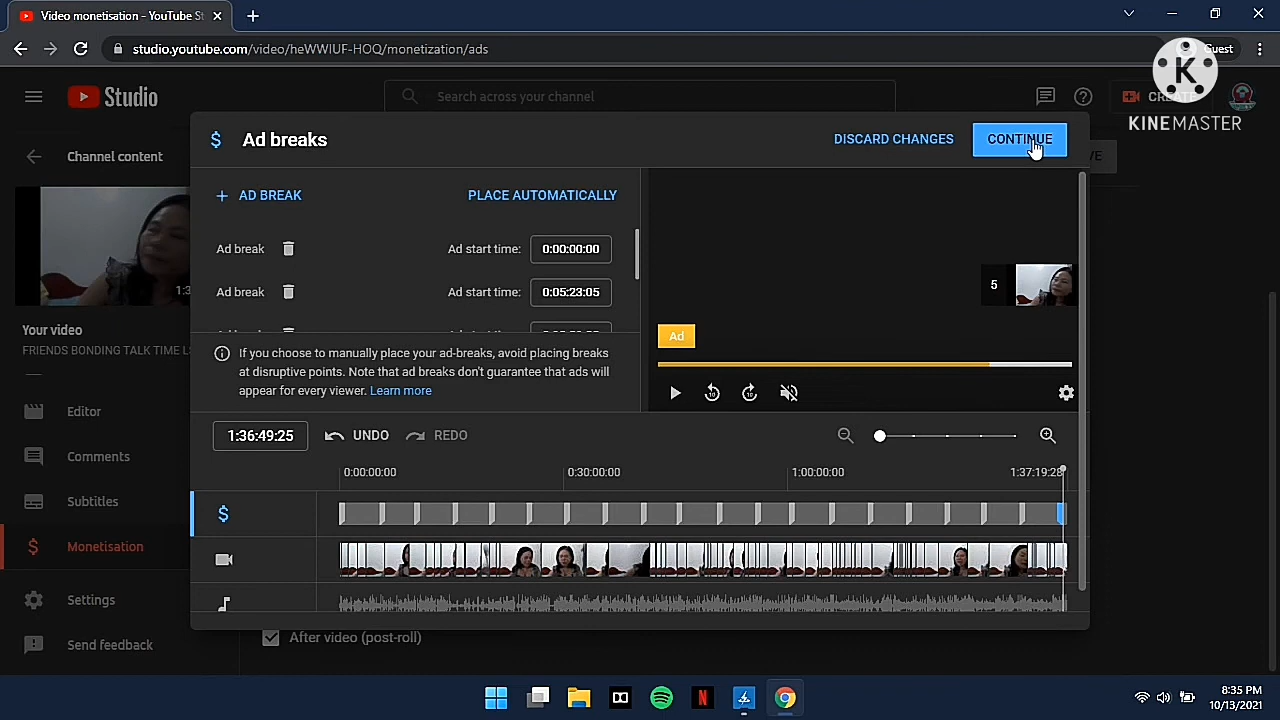 Video monetisation - YouTube St
studio.youtube.com/video/heWWIUF-HOQ/monetization/ads
Guest
Studio
Search across your channel
CREATE
KINEMASTER
Channel content
Ad breaks
DISCARD CHANGES
CONTINUE
VE
+ AD BREAK
PLACE AUTOMATICALLY
Ad break
Ad start time:
0:00:00:00
Ad break
Ad start time:
0:05:23:05
1:3
5
Your video
FRIENDS BONDING TALK TIME L
If you choose to manually place your ad-breaks, avoid placing breaks
at disruptive points. Note that ad breaks don't guarantee that ads will
appear for every viewer. Learn more
Ad
10
10
Editor
Comments
Subtitles
$ Monetisation
Settings
Send feedback
1:36:49:25
UNDO
REDO
0:00:00:00
0:30:00:00
1:00:00:00
1:37:19:28
After video (post-roll)
8:35 PM
10/13/2021